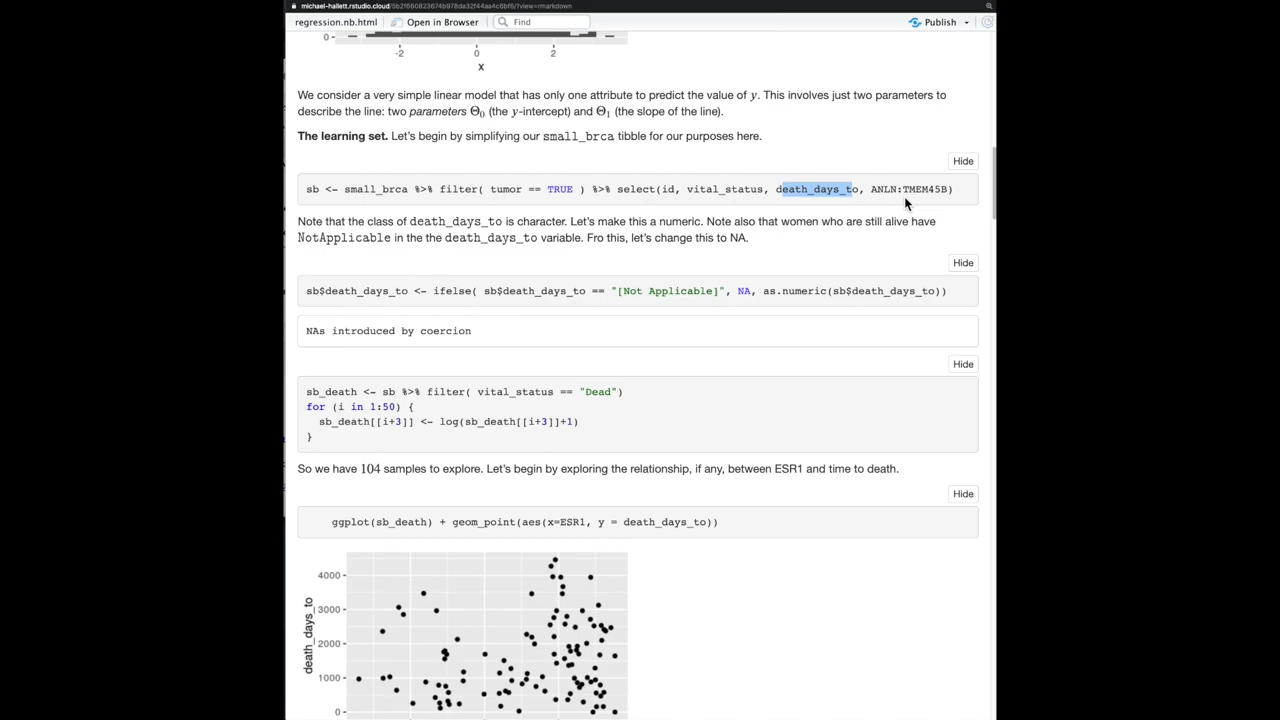 michael-hallett.rstudio.cloud/5b2f660823674b978da32f44aa4c6bf6/?view=rmarkdown
regression.nb.html Open in Browser Find Publish
0 -
-2 0 2
x
We consider a very simple linear model that has only one attribute to predict the value of y. This involves just two parameters to
describe the line: two parameters Θ0 (the y-intercept) and Θ1 (the slope of the line).
The learning set. Let's begin by simplifying our small_brca tibble for our purposes here.
Hide
sb <- small_brca %>% filter( tumor == TRUE ) %>% select(id, vital_status, death_days_to, ANLN:TMEM45B)
Note that the class of death_days_to is character. Let's make this a numeric. Note also that women who are still alive have
NotApplicable in the the death_days_to variable. Fro this, let's change this to NA.
Hide
sb$death_days_to <- ifelse( sb$death_days_to == "[Not Applicable]", NA, as.numeric(sb$death_days_to))
NAs introduced by coercion
Hide
sb_death <- sb %>% filter( vital_status == "Dead")
for (i in 1:50) {
sb_death[[i+3]] <- log(sb_death[[i+3]]+1)
}
So we have 104 samples to explore. Let's begin by exploring the relationship, if any, between ESR1 and time to death.
Hide
ggplot(sb_death) + geom_point(aes(x=ESR1, y = death_days_to))
death_days_to
4000 -
3000 -
2000 -
1000 -
0 -